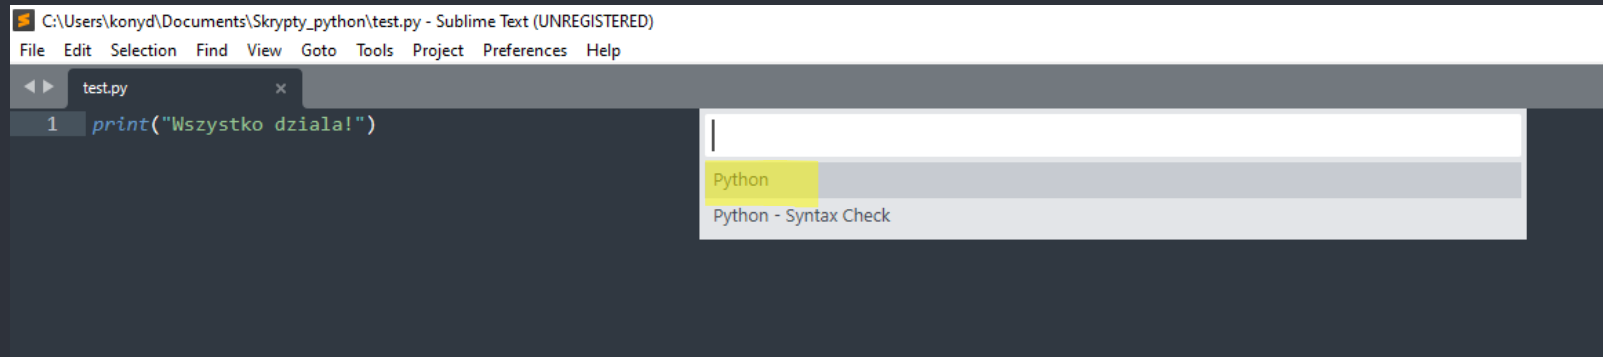 C:\Users\konyd\Documents\Skrypty_python\test.py - Sublime Text (UNREGISTERED)
File Edit Selection Find View Goto Tools Project Preferences Help
test.py
1 print("Wszystko dziala!")
Python
Python - Syntax Check